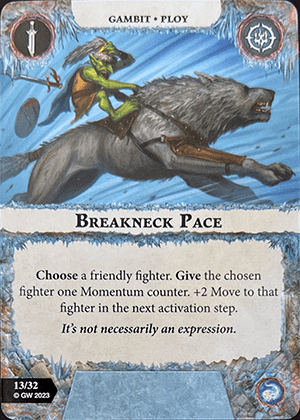 GAMBIT • PLOY
BREAKNECK PACE
Choose a friendly fighter. Give the chosen
fighter one Momentum counter. +2 Move to that
fighter in the next activation step.
It's not necessarily an expression.
13/32
© GW 2023